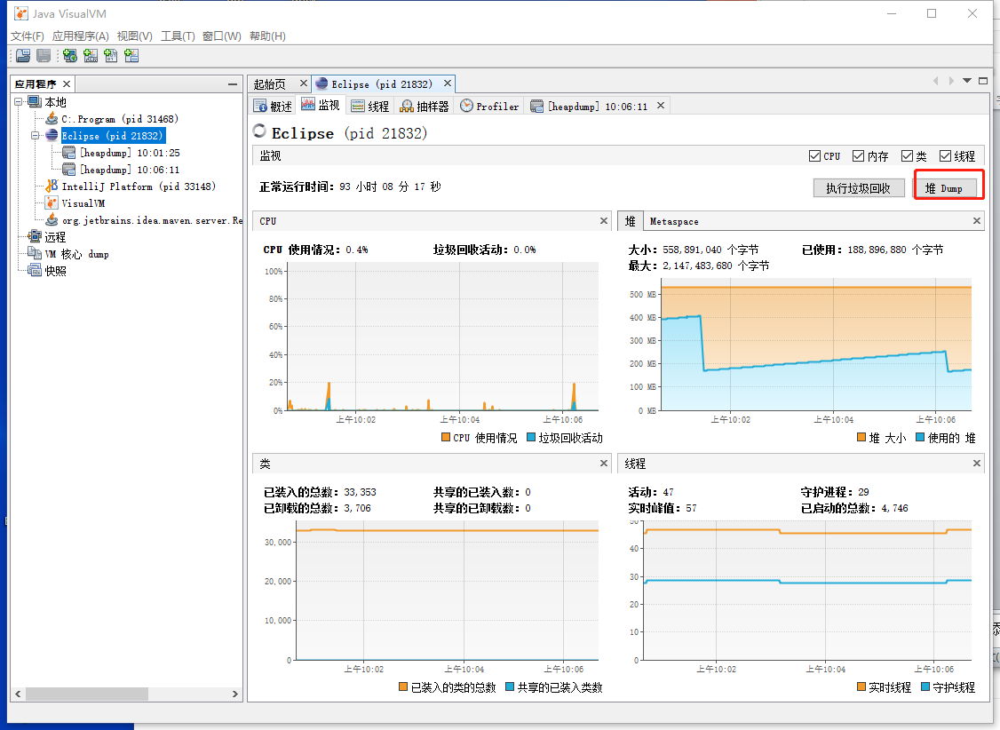 Java VisualVM
文件(F) 应用程序(A) 视图(V) 工具(T) 窗口(W) 帮助(H)
应用程序
本地
C:.Program (pid 31468)
Eclipse (pid 21832)
[heapdump] 10:01:25
[heapdump] 10:06:11
IntelliJ Platform (pid 33148)
VisualVM
org.jetbrains.idea.maven.server.Re
远程
VM 核心 dump
快照
起始页 Eclipse (pid 21832)
概述 监视 线程 抽样器 Profiler [heapdump] 10:06:11
Eclipse (pid 21832)
监视 CPU 内存 类 线程
正常运行时间: 93 小时 08 分 17 秒 执行垃圾回收 堆 Dump
CPU
CPU 使用情况: 0.4% 垃圾回收活动: 0.0%
100%
80%
60%
40%
20%
0%
上午10:02 上午10:04 上午10:06
CPU 使用情况 垃圾回收活动
堆 Metaspace
大小: 558,891,040 个字节 已使用: 188,896,880 个字节
最大: 2,147,483,680 个字节
500 MB
400 MB
300 MB
200 MB
100 MB
0 MB
上午10:02 上午10:04 上午10:06
堆 大小 使用的 堆
类
已装入的总数: 33,353 共享的已装入数: 0
已卸载的总数: 3,706 共享的已卸载数: 0
30,000
20,000
10,000
0
上午10:02 上午10:04 上午10:06
已装入的类的总数 共享的已装入类数
线程
活动: 47 守护进程: 29
实时峰值: 57 已启动的总数: 4,746
50
40
30
20
10
0
上午10:02 上午10:04 上午10:06
实时线程 守护线程